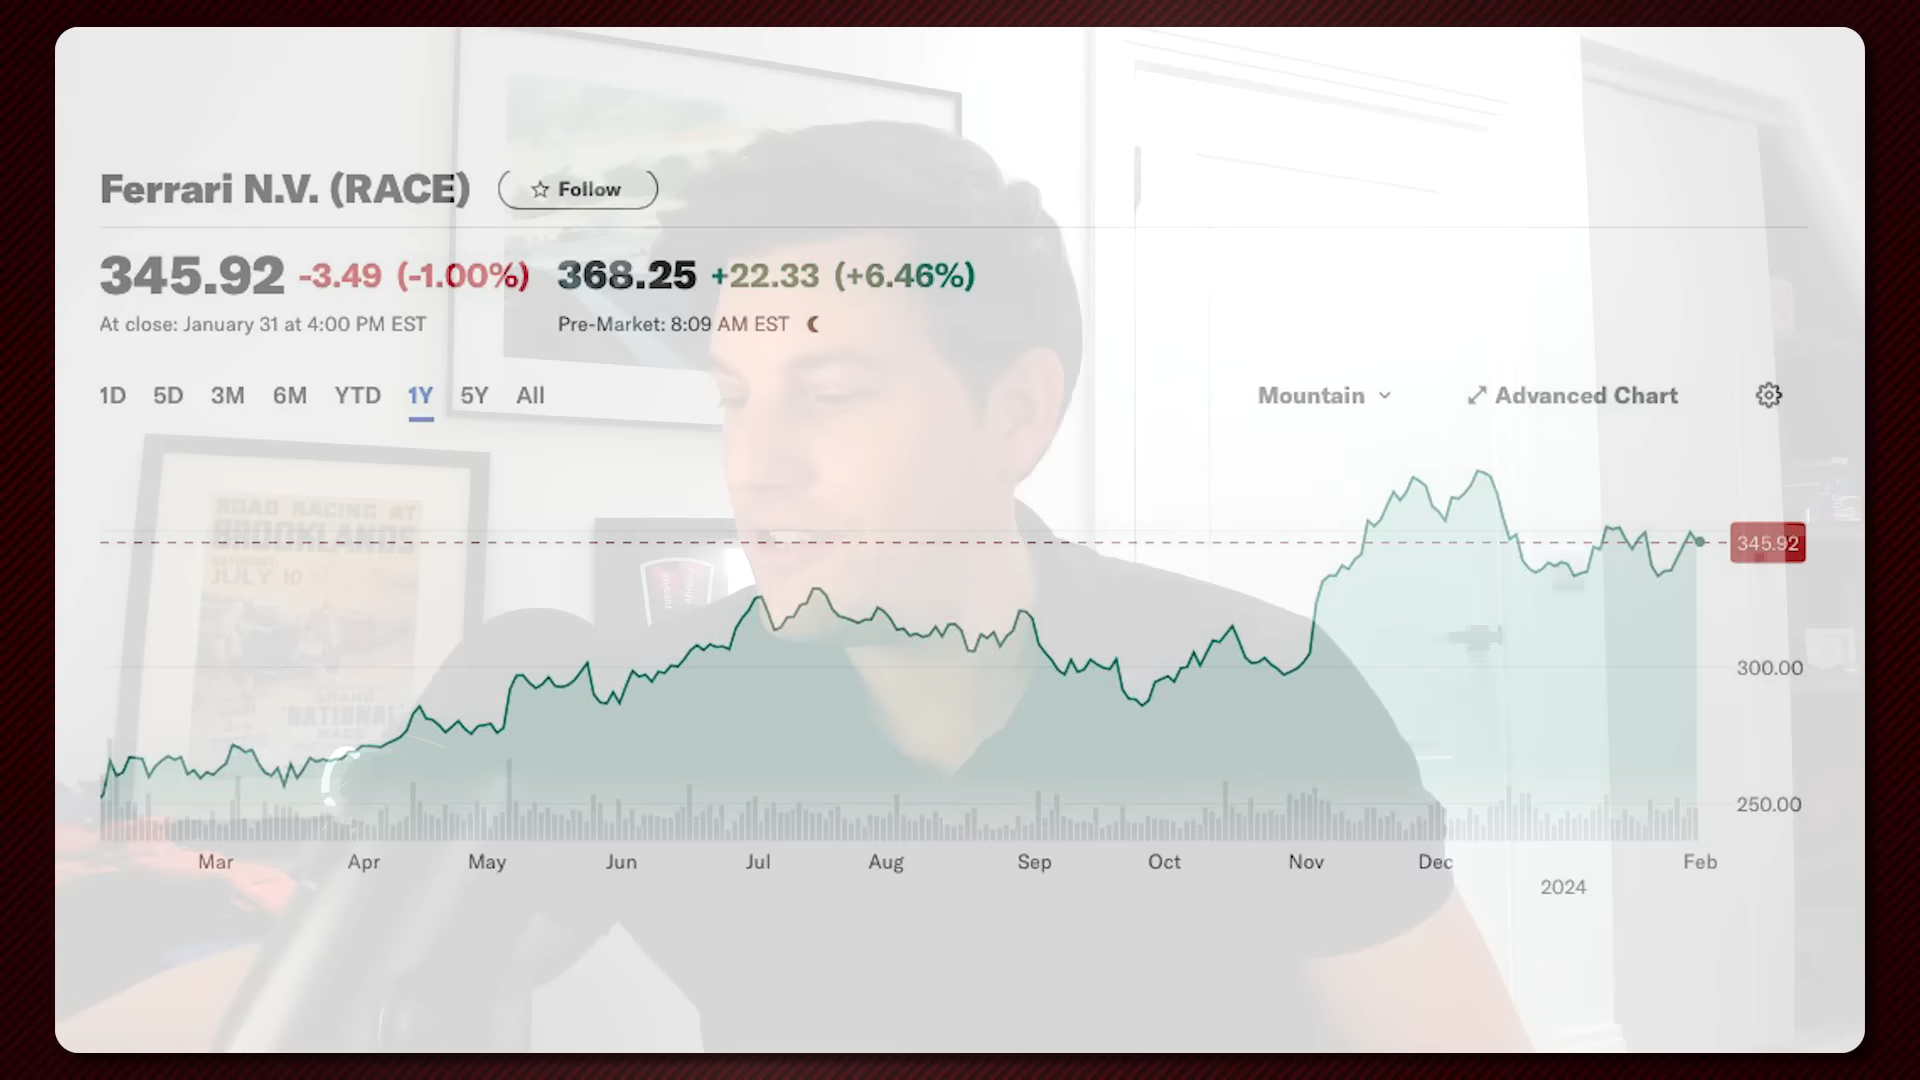 Ferrari N.V. (RACE)
Follow
345.92 -3.49 (-1.00%) 368.25 +22.33 (+6.46%)
At close: January 31 at 4:00 PM EST Pre-Market: 8:09 AM EST
1D 5D 3M 6M YTD 1Y 5Y All
Mountain Advanced Chart
ROAD RACING AT
BROOKLANDS
JULY 10
NATIONAL
345.92
300.00
250.00
Mar Apr May Jun Jul Aug Sep Oct Nov Dec Feb
2024